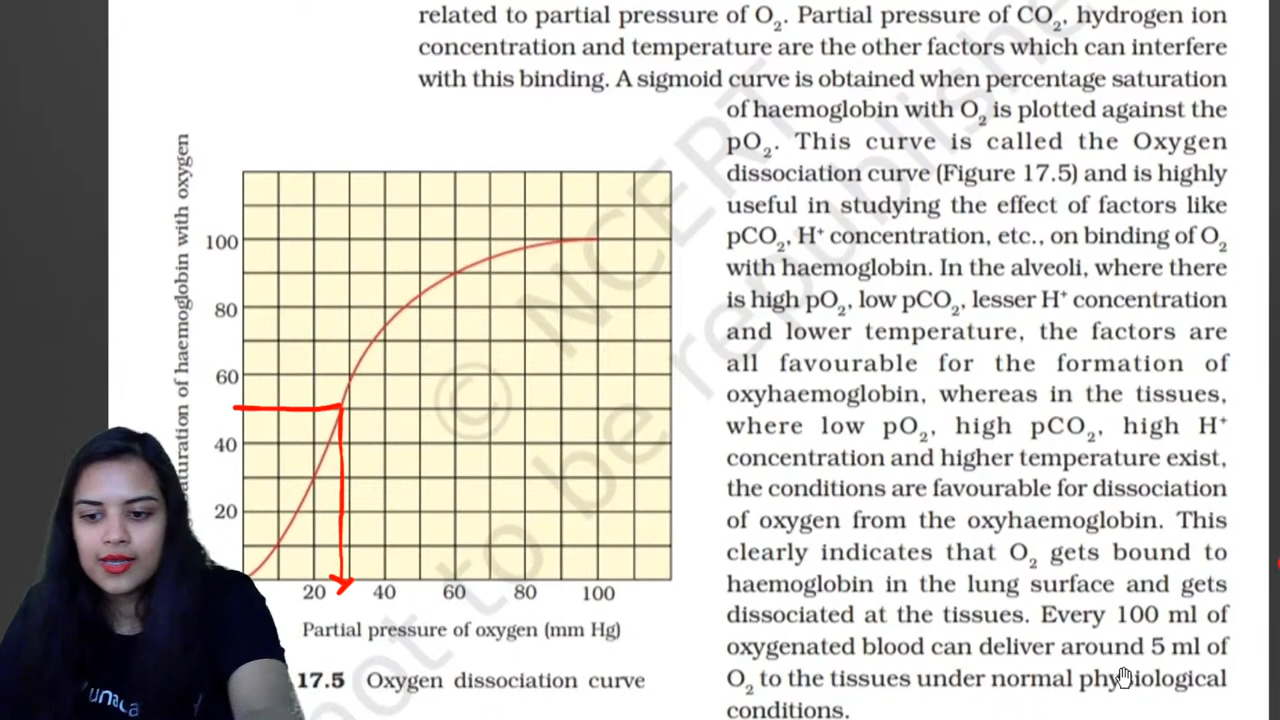 related to partial pressure of O₂. Partial pressure of CO₂, hydrogen ion
concentration and temperature are the other factors which can interfere
with this binding. A sigmoid curve is obtained when percentage saturation
of haemoglobin with O₂ is plotted against the
pO₂. This curve is called the Oxygen
dissociation curve (Figure 17.5) and is highly
useful in studying the effect of factors like
pCO₂, H⁺ concentration, etc., on binding of O₂
with haemoglobin. In the alveoli, where there
is high pO₂, low pCO₂, lesser H⁺ concentration
and lower temperature, the factors are
all favourable for the formation of
oxyhaemoglobin, whereas in the tissues,
where low pO₂, high pCO₂, high H⁺
concentration and higher temperature exist,
the conditions are favourable for dissociation
of oxygen from the oxyhaemoglobin. This
clearly indicates that O₂ gets bound to
haemoglobin in the lung surface and gets
dissociated at the tissues. Every 100 ml of
oxygenated blood can deliver around 5 ml of
O₂ to the tissues under normal physiological
conditions.
of haemoglobin with oxygen
100
80
60
40
20
20 40 60 80 100
Partial pressure of oxygen (mm Hg)
17.5 Oxygen dissociation curve
© NCERT
not to be republished